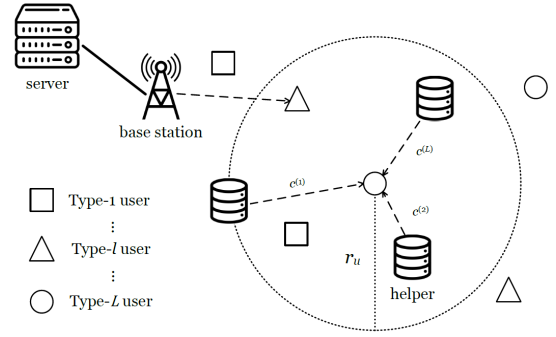 server
base station
c(L)
c(1)
c(2)
Type-1 user
⋮
Type-l user
⋮
Type-L user
r_u
helper